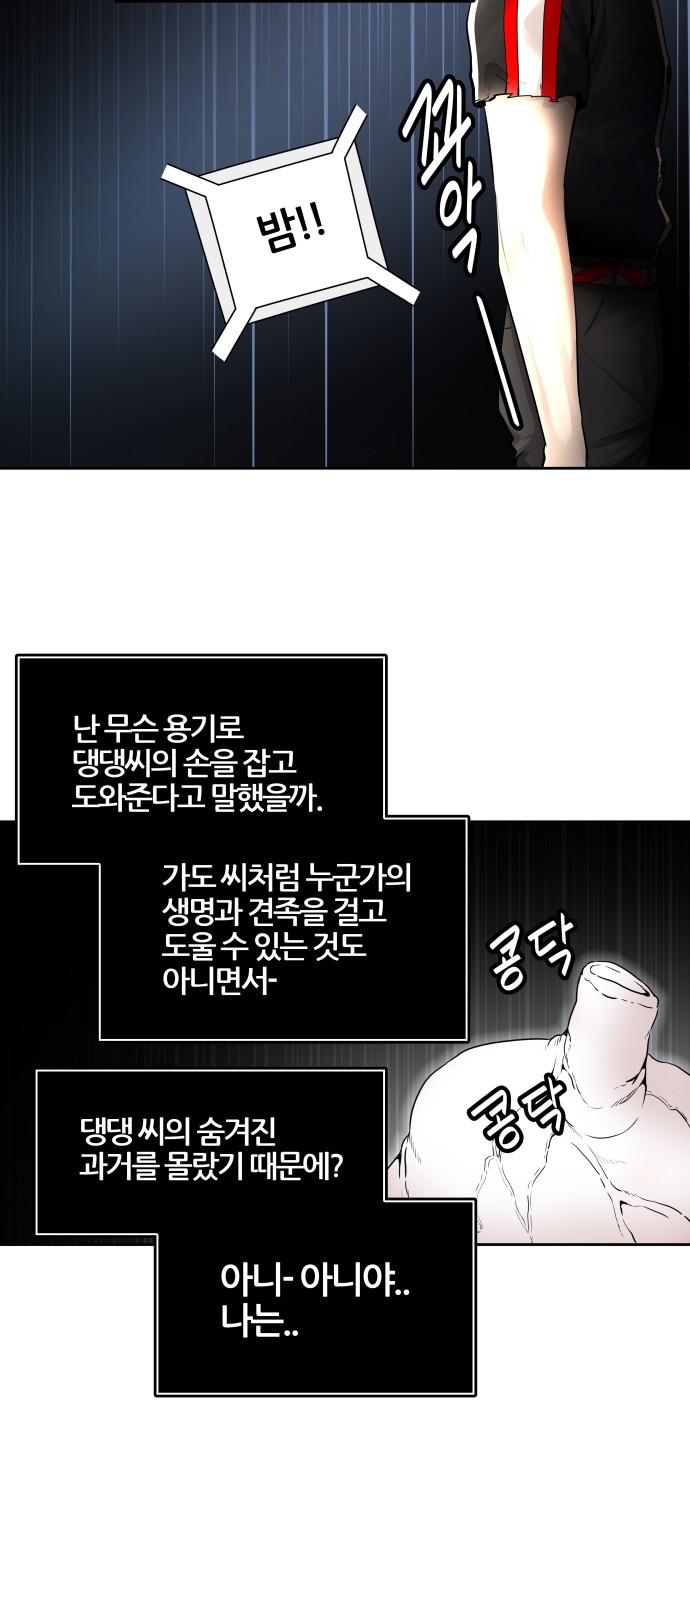 꽈악
밤!!
난 무슨 용기로
댕댕씨의 손을 잡고
도와준다고 말했을까.
가도 씨처럼 누군가의
생명과 견족을 걸고
도울 수 있는 것도
아니면서-
콩닥
콩닥
댕댕 씨의 숨겨진
과거를 몰랐기 때문에?
아니- 아니야..
나는..